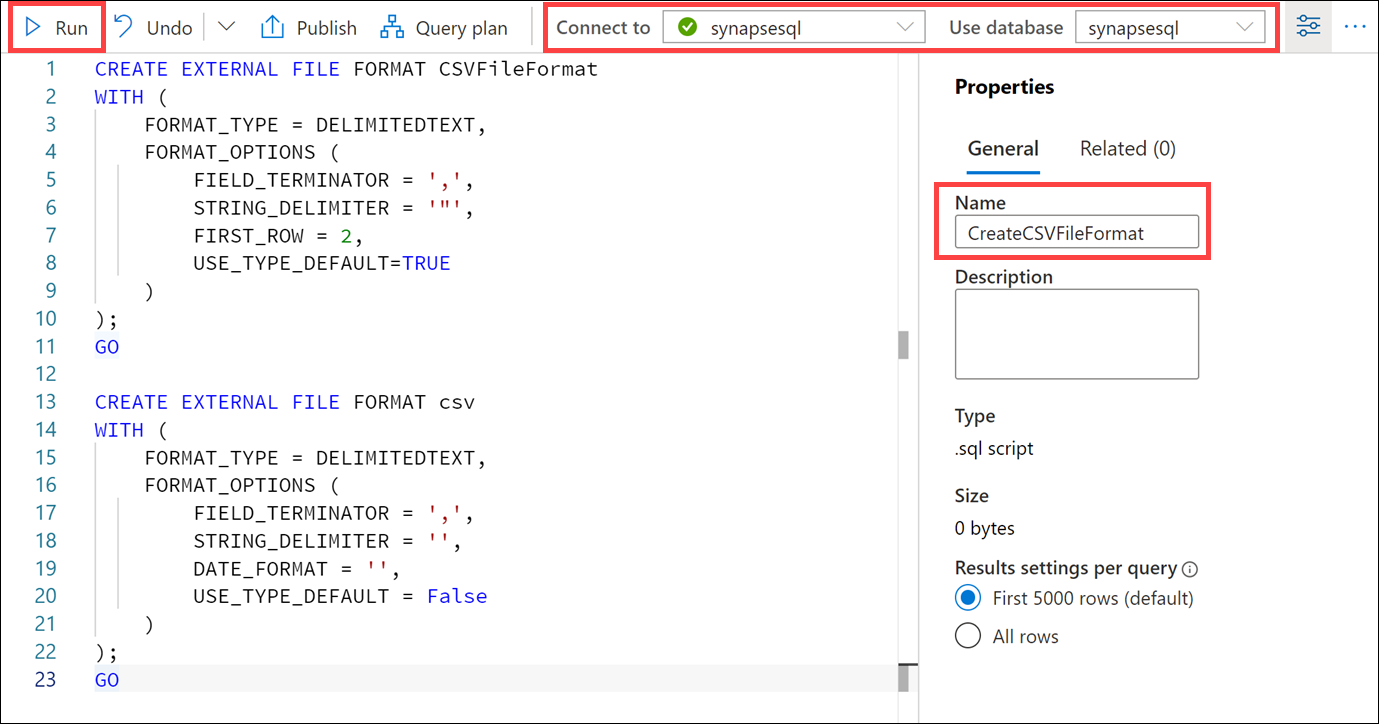 Run Undo Publish Query plan Connect to synapsesql Use database synapsesql ...
1 CREATE EXTERNAL FILE FORMAT CSVFileFormat
2 WITH (
3 FORMAT_TYPE = DELIMITEDTEXT,
4 FORMAT_OPTIONS (
5 FIELD_TERMINATOR = ',',
6 STRING_DELIMITER = '"',
7 FIRST_ROW = 2,
8 USE_TYPE_DEFAULT=TRUE
9 )
10 );
11 GO
12
13 CREATE EXTERNAL FILE FORMAT csv
14 WITH (
15 FORMAT_TYPE = DELIMITEDTEXT,
16 FORMAT_OPTIONS (
17 FIELD_TERMINATOR = ',',
18 STRING_DELIMITER = '',
19 DATE_FORMAT = '',
20 USE_TYPE_DEFAULT = False
21 )
22 );
23 GO
Properties
General Related (0)
Name
CreateCSVFileFormat
Description
Type
.sql script
Size
0 bytes
Results settings per query
First 5000 rows (default)
All rows